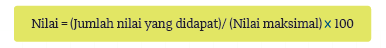 Nilai = (Jumlah nilai yang didapat)/ (Nilai maksimal) x 100